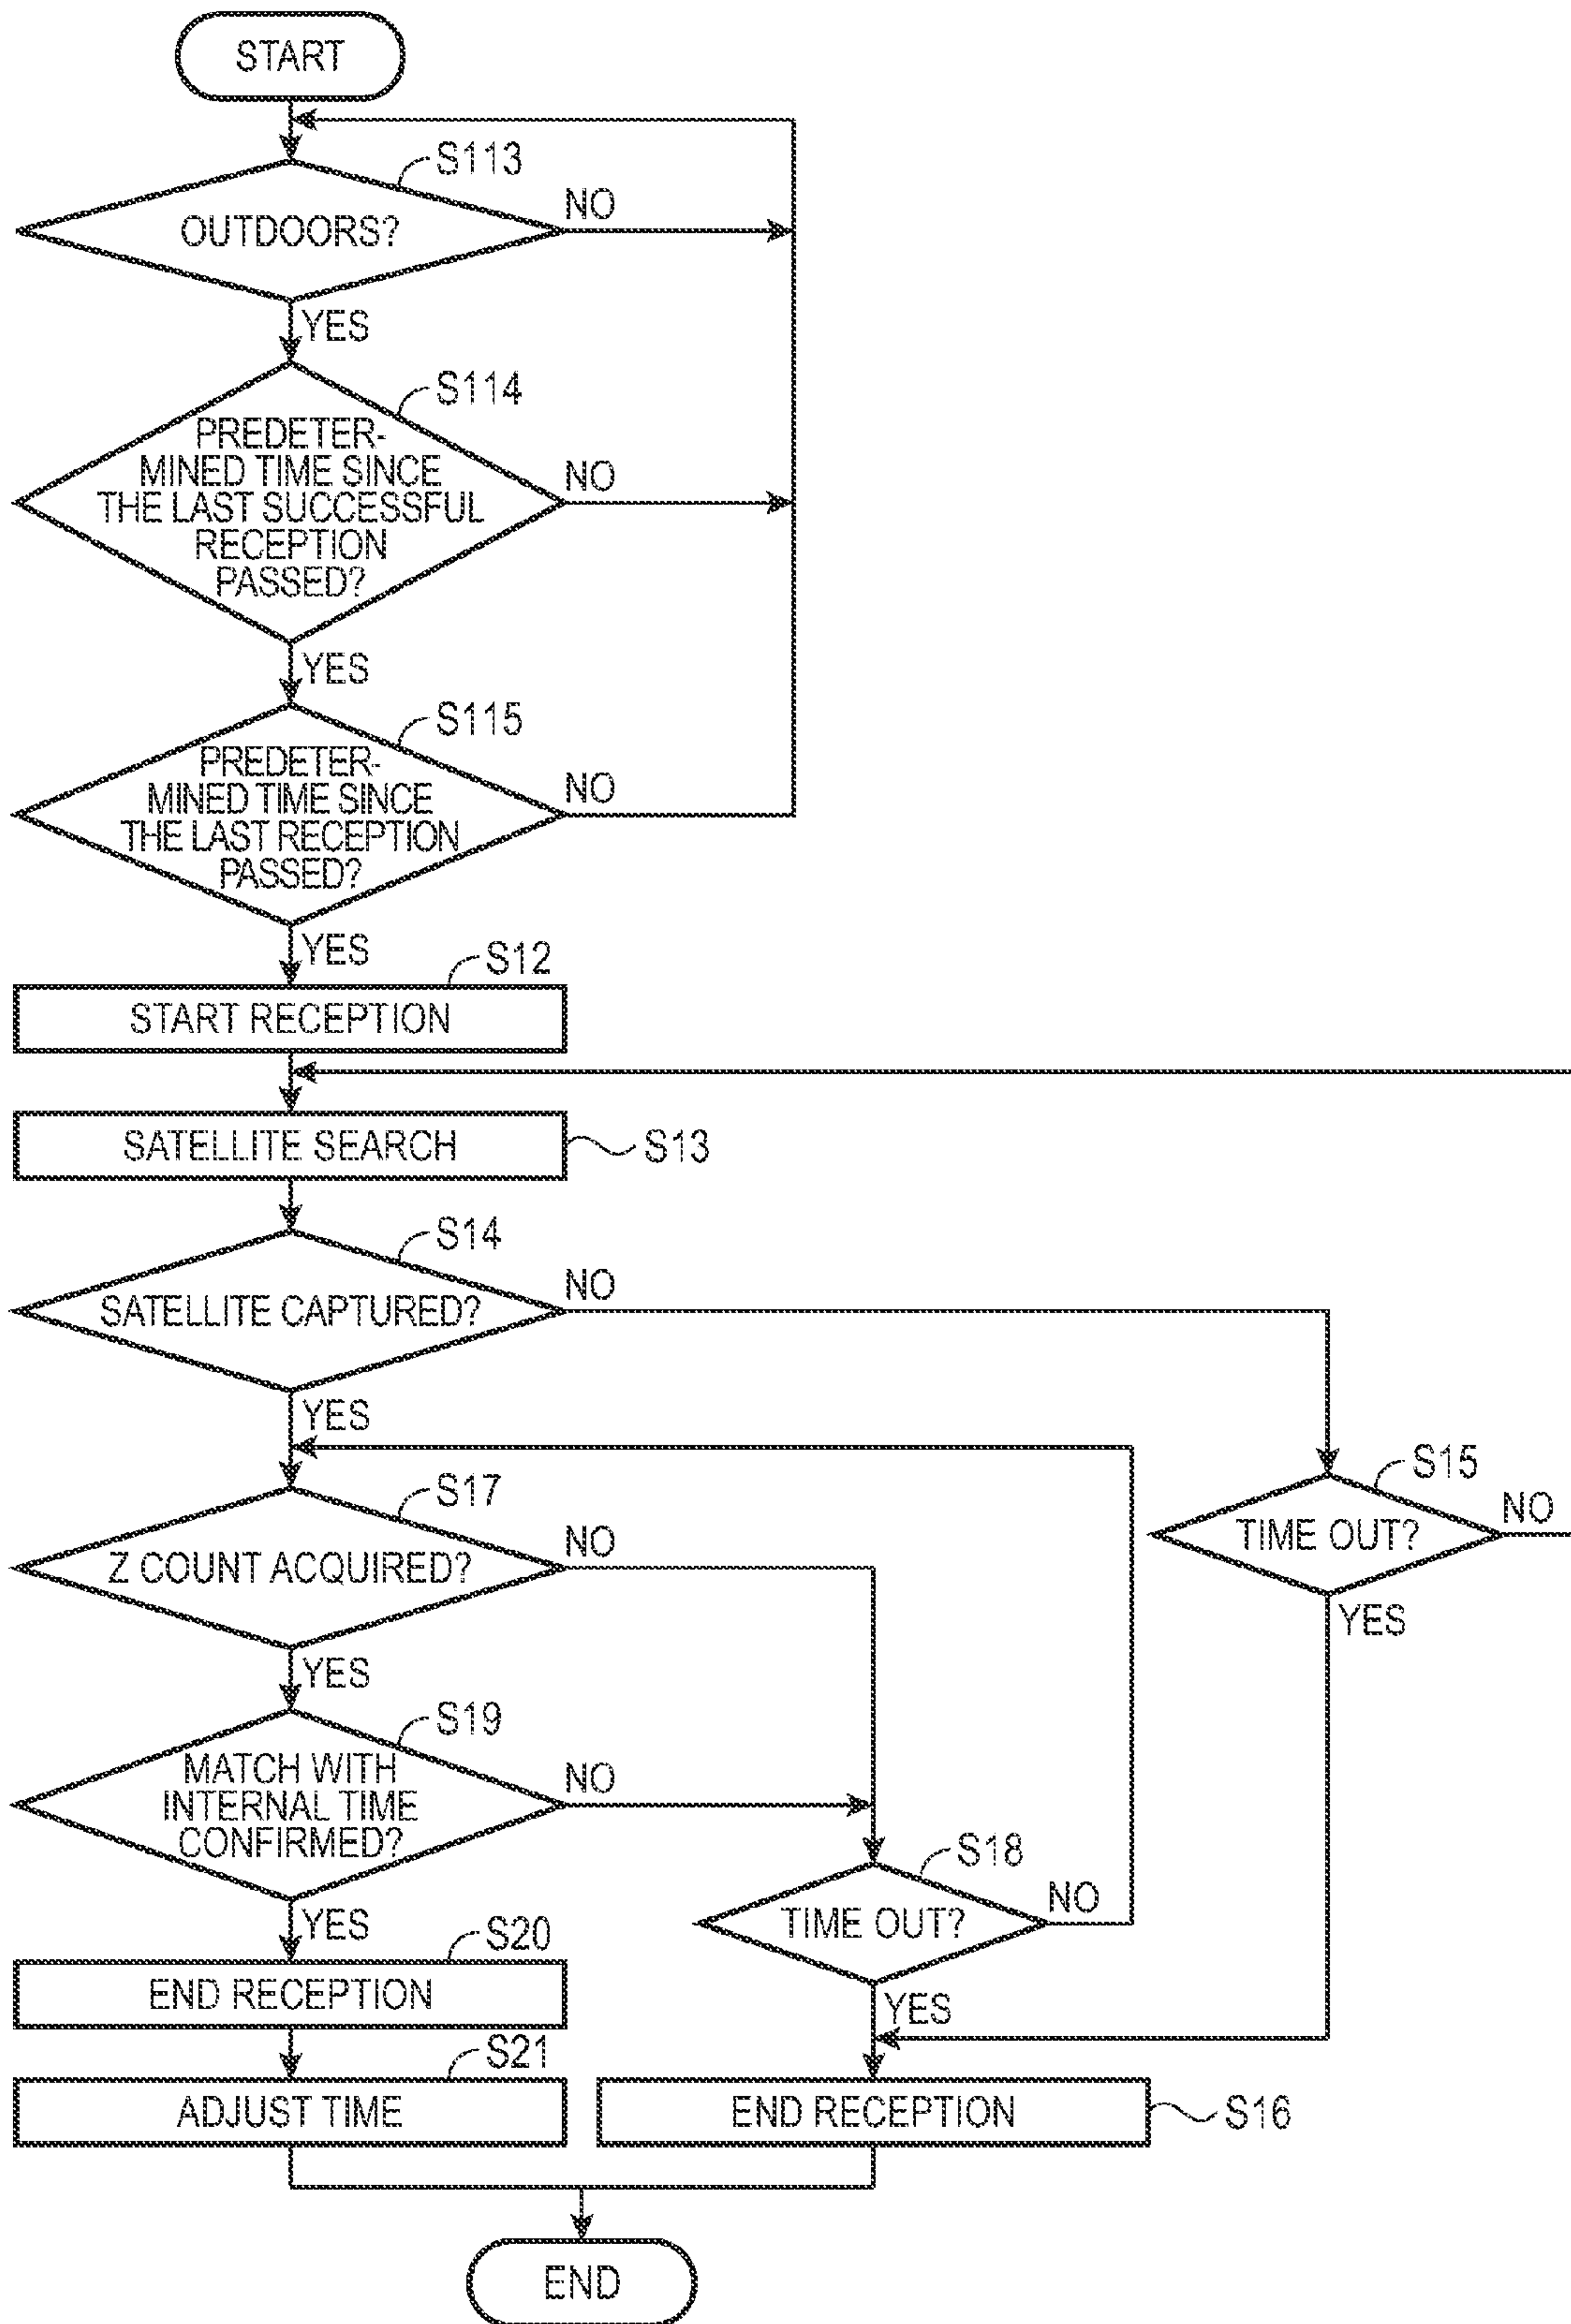 START
S113
OUTDOORS?
NO
YES
S114
PREDETER-
MINED TIME SINCE
THE LAST SUCCESSFUL
RECEPTION
PASSED?
NO
YES
S115
PREDETER-
MINED TIME SINCE
THE LAST RECEPTION
PASSED?
NO
YES
S12
START RECEPTION
SATELLITE SEARCH
S13
S14
SATELLITE CAPTURED?
NO
YES
S15
TIME OUT?
NO
YES
S17
Z COUNT ACQUIRED?
NO
YES
S19
MATCH WITH
INTERNAL TIME
CONFIRMED?
NO
YES
S18
TIME OUT?
NO
YES
S20
END RECEPTION
S21
ADJUST TIME
END RECEPTION
S16
END